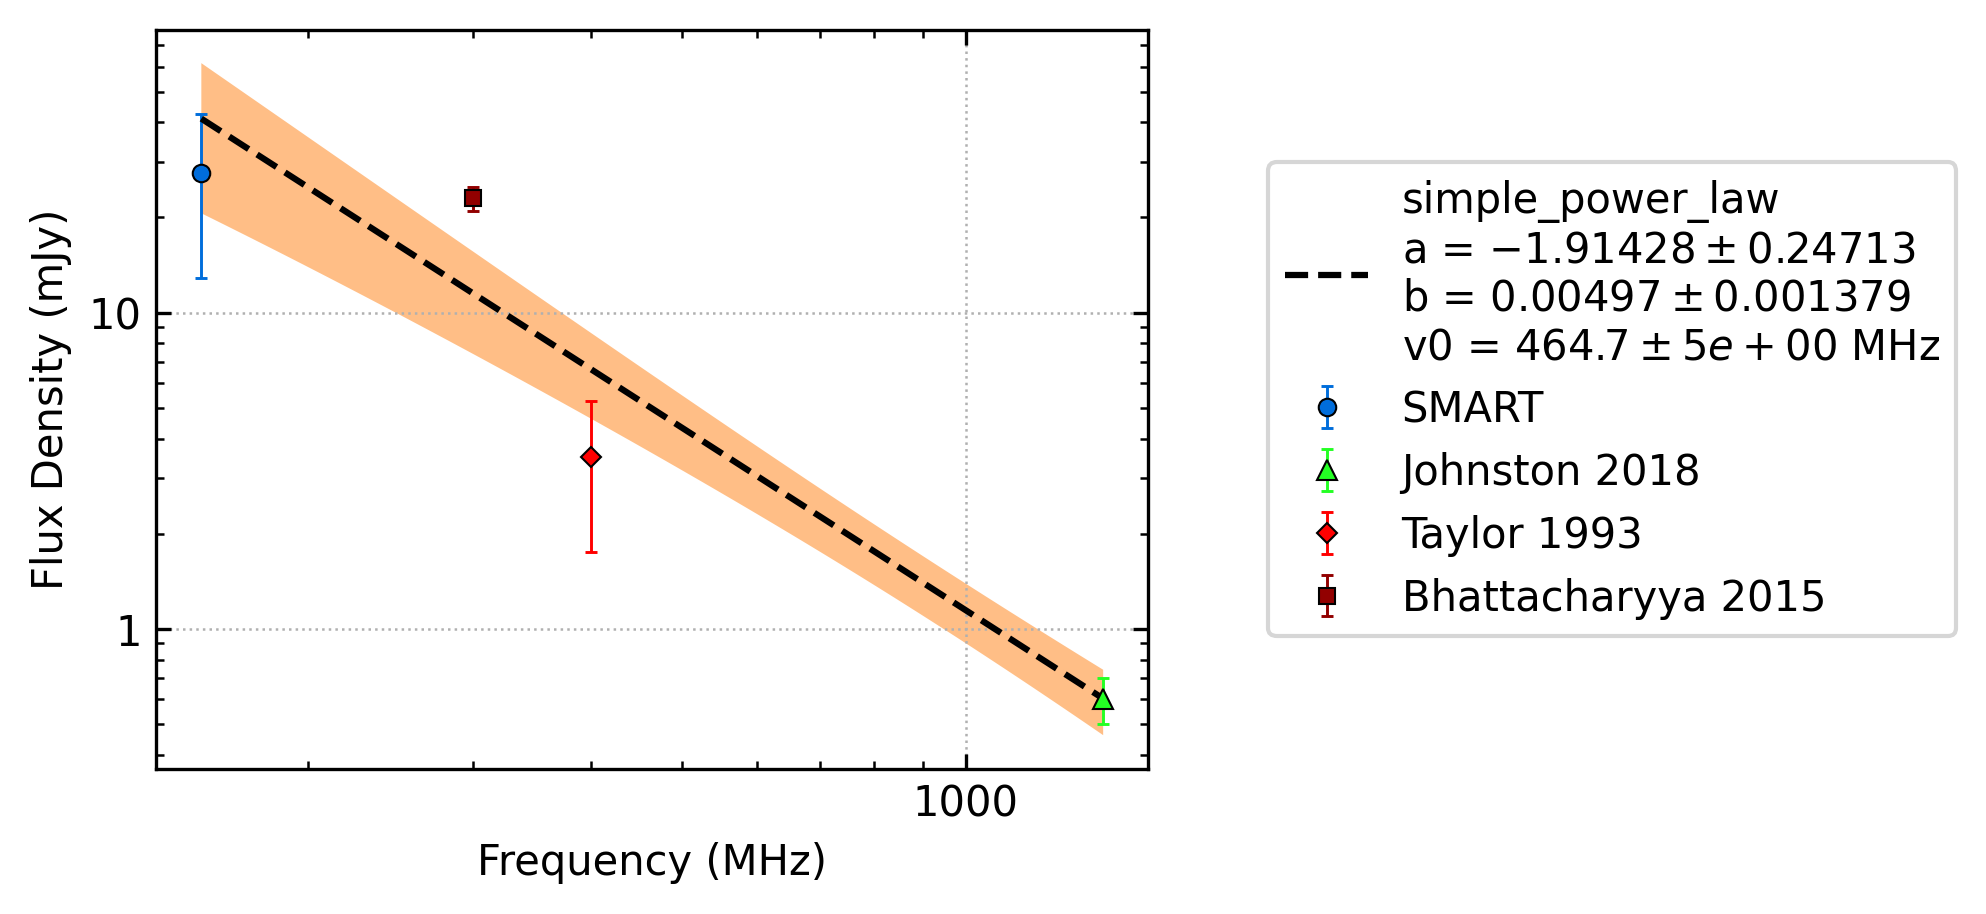 10
1
Flux Density (mJy)
1000
Frequency (MHz)
simple_power_law
a = −1.91428 ± 0.24713
b = 0.00497 ± 0.001379
v0 = 464.7 ± 5e + 00 MHz
SMART
Johnston 2018
Taylor 1993
Bhattacharyya 2015